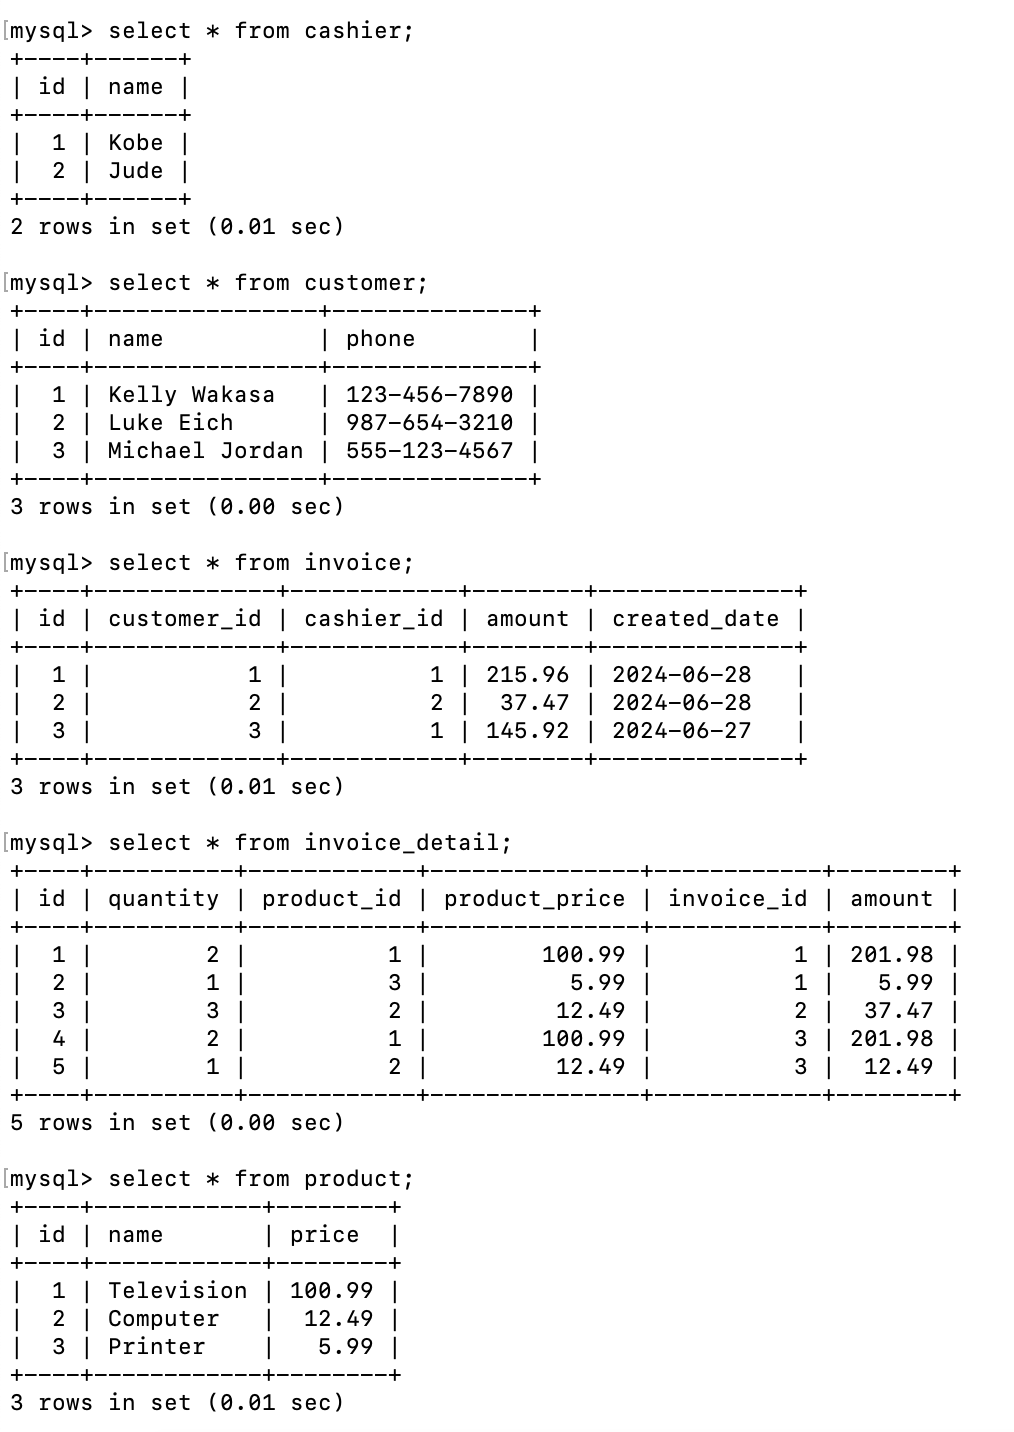 [mysql> select * from cashier;
+----+------+
| id | name |
+----+------+
|  1 | Kobe |
|  2 | Jude |
+----+------+
2 rows in set (0.01 sec)

[mysql> select * from customer;
+----+----------------+--------------+
| id | name           | phone        |
+----+----------------+--------------+
|  1 | Kelly Wakasa   | 123-456-7890 |
|  2 | Luke Eich      | 987-654-3210 |
|  3 | Michael Jordan | 555-123-4567 |
+----+----------------+--------------+
3 rows in set (0.00 sec)

[mysql> select * from invoice;
+----+-------------+------------+--------+--------------+
| id | customer_id | cashier_id | amount | created_date |
+----+-------------+------------+--------+--------------+
|  1 |           1 |          1 | 215.96 | 2024-06-28   |
|  2 |           2 |          2 |  37.47 | 2024-06-28   |
|  3 |           3 |          1 | 145.92 | 2024-06-27   |
+----+-------------+------------+--------+--------------+
3 rows in set (0.01 sec)

[mysql> select * from invoice_detail;
+----+----------+------------+---------------+------------+--------+
| id | quantity | product_id | product_price | invoice_id | amount |
+----+----------+------------+---------------+------------+--------+
|  1 |        2 |          1 |        100.99 |          1 | 201.98 |
|  2 |        1 |          3 |          5.99 |          1 |   5.99 |
|  3 |        3 |          2 |         12.49 |          2 |  37.47 |
|  4 |        2 |          1 |        100.99 |          3 | 201.98 |
|  5 |        1 |          2 |         12.49 |          3 |  12.49 |
+----+----------+------------+---------------+------------+--------+
5 rows in set (0.00 sec)

[mysql> select * from product;
+----+------------+--------+
| id | name       | price  |
+----+------------+--------+
|  1 | Television | 100.99 |
|  2 | Computer   |  12.49 |
|  3 | Printer    |   5.99 |
+----+------------+--------+
3 rows in set (0.01 sec)